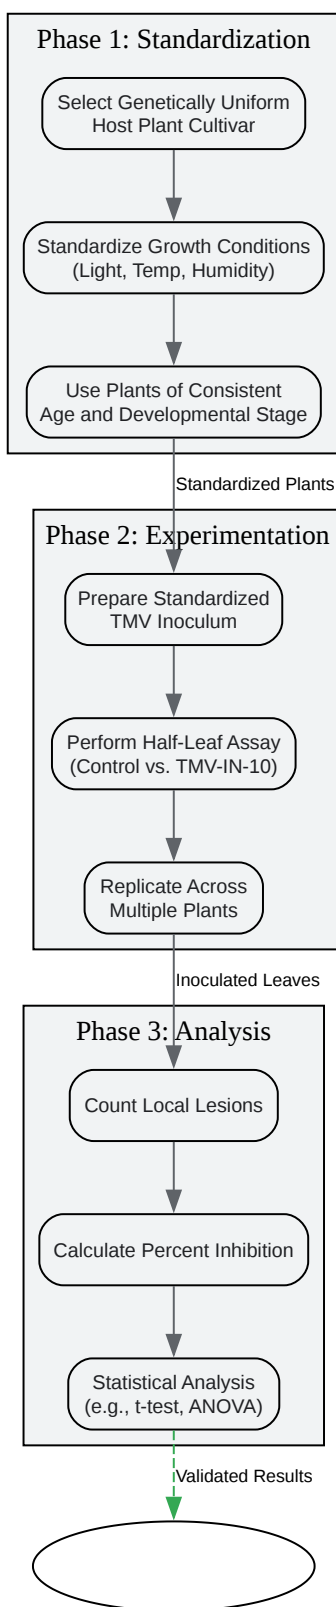 Phase 1: Standardization
Select Genetically Uniform
Host Plant Cultivar
Standardize Growth Conditions
(Light, Temp, Humidity)
Use Plants of Consistent
Age and Developmental Stage
Standardized Plants
Phase 2: Experimentation
Prepare Standardized
TMV Inoculum
Perform Half-Leaf Assay
(Control vs. TMV-IN-10)
Replicate Across
Multiple Plants
Inoculated Leaves
Phase 3: Analysis
Count Local Lesions
Calculate Percent Inhibition
Statistical Analysis
(e.g., t-test, ANOVA)
Validated Results